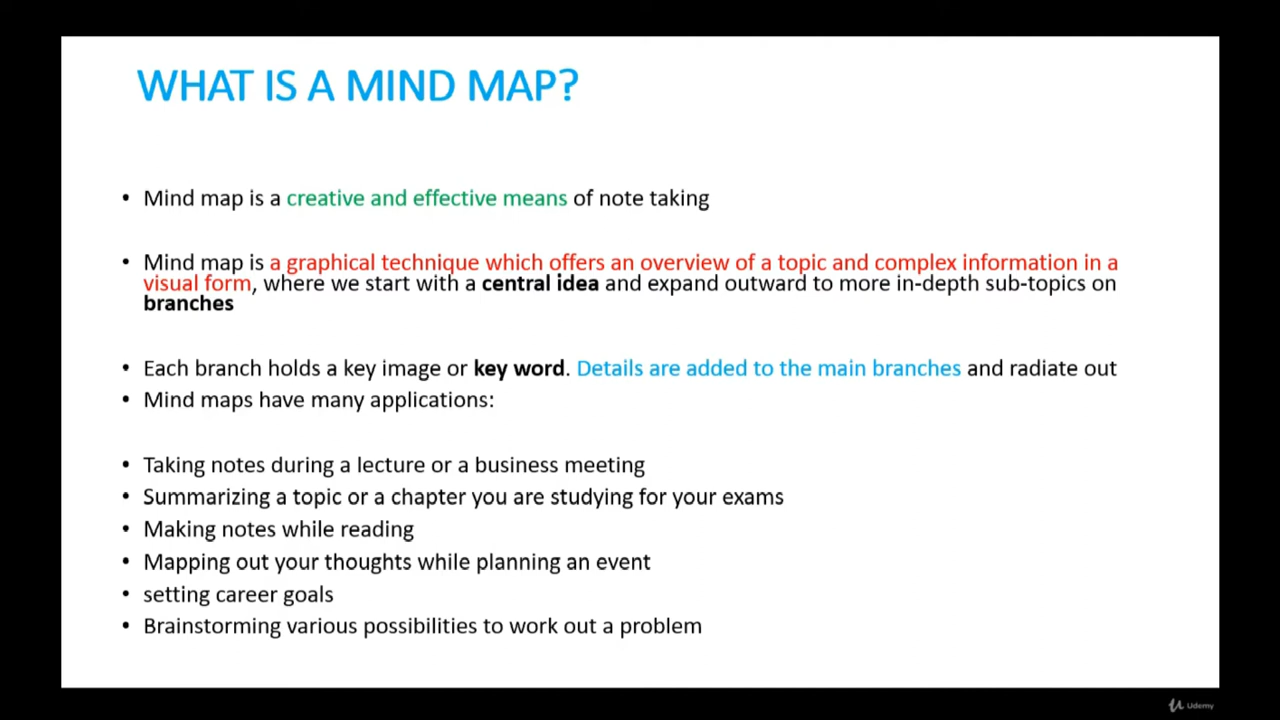 WHAT IS A MIND MAP?
• Mind map is a creative and effective means of note taking
• Mind map is a graphical technique which offers an overview of a topic and complex information in a
visual form, where we start with a central idea and expand outward to more in-depth sub-topics on
branches
• Each branch holds a key image or key word. Details are added to the main branches and radiate out
• Mind maps have many applications:
• Taking notes during a lecture or a business meeting
• Summarizing a topic or a chapter you are studying for your exams
• Making notes while reading
• Mapping out your thoughts while planning an event
• setting career goals
• Brainstorming various possibilities to work out a problem
Udemy